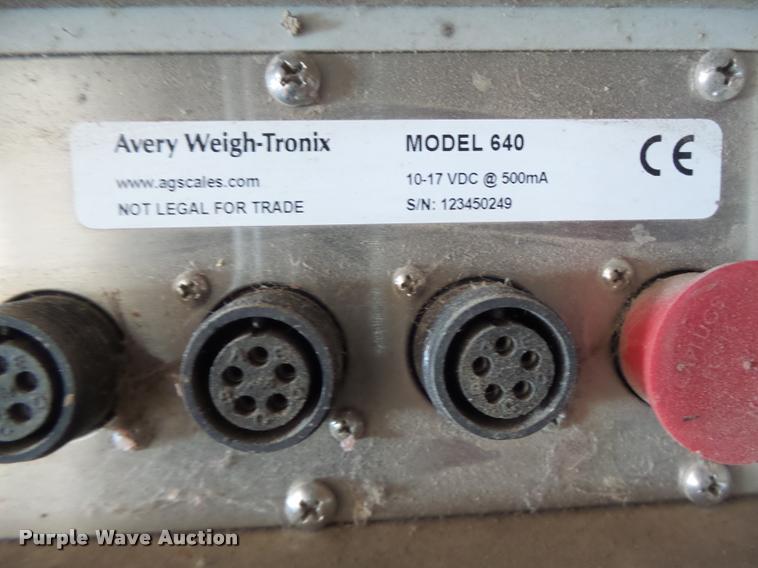 Avery Weigh-Tronix MODEL 640 CE
www.agscales.com 10-17 VDC @ 500mA
NOT LEGAL FOR TRADE S/N: 123450249
Purple Wave Auction